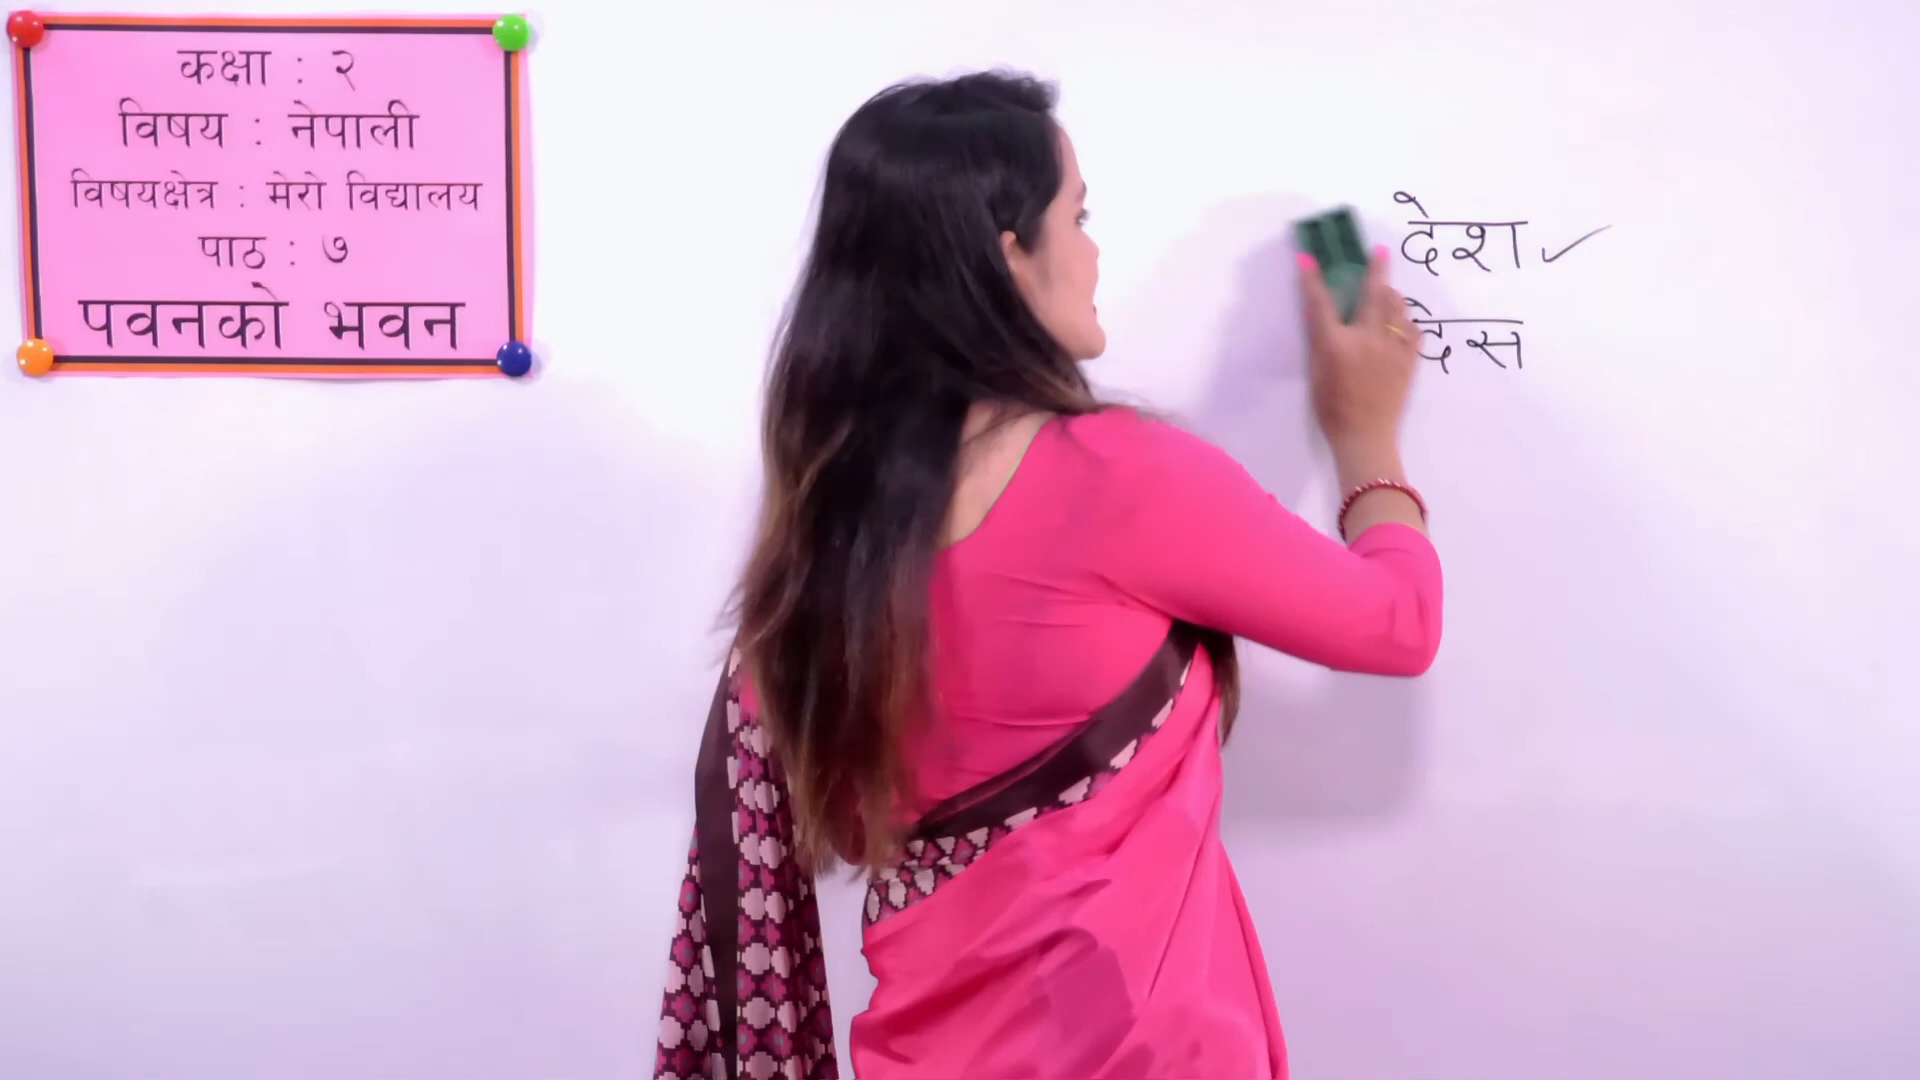 कक्षा : २
विषय : नेपाली
विषयक्षेत्र : मेरो विद्यालय
पाठ : ७
पवनको भवन
देश ✓
देस